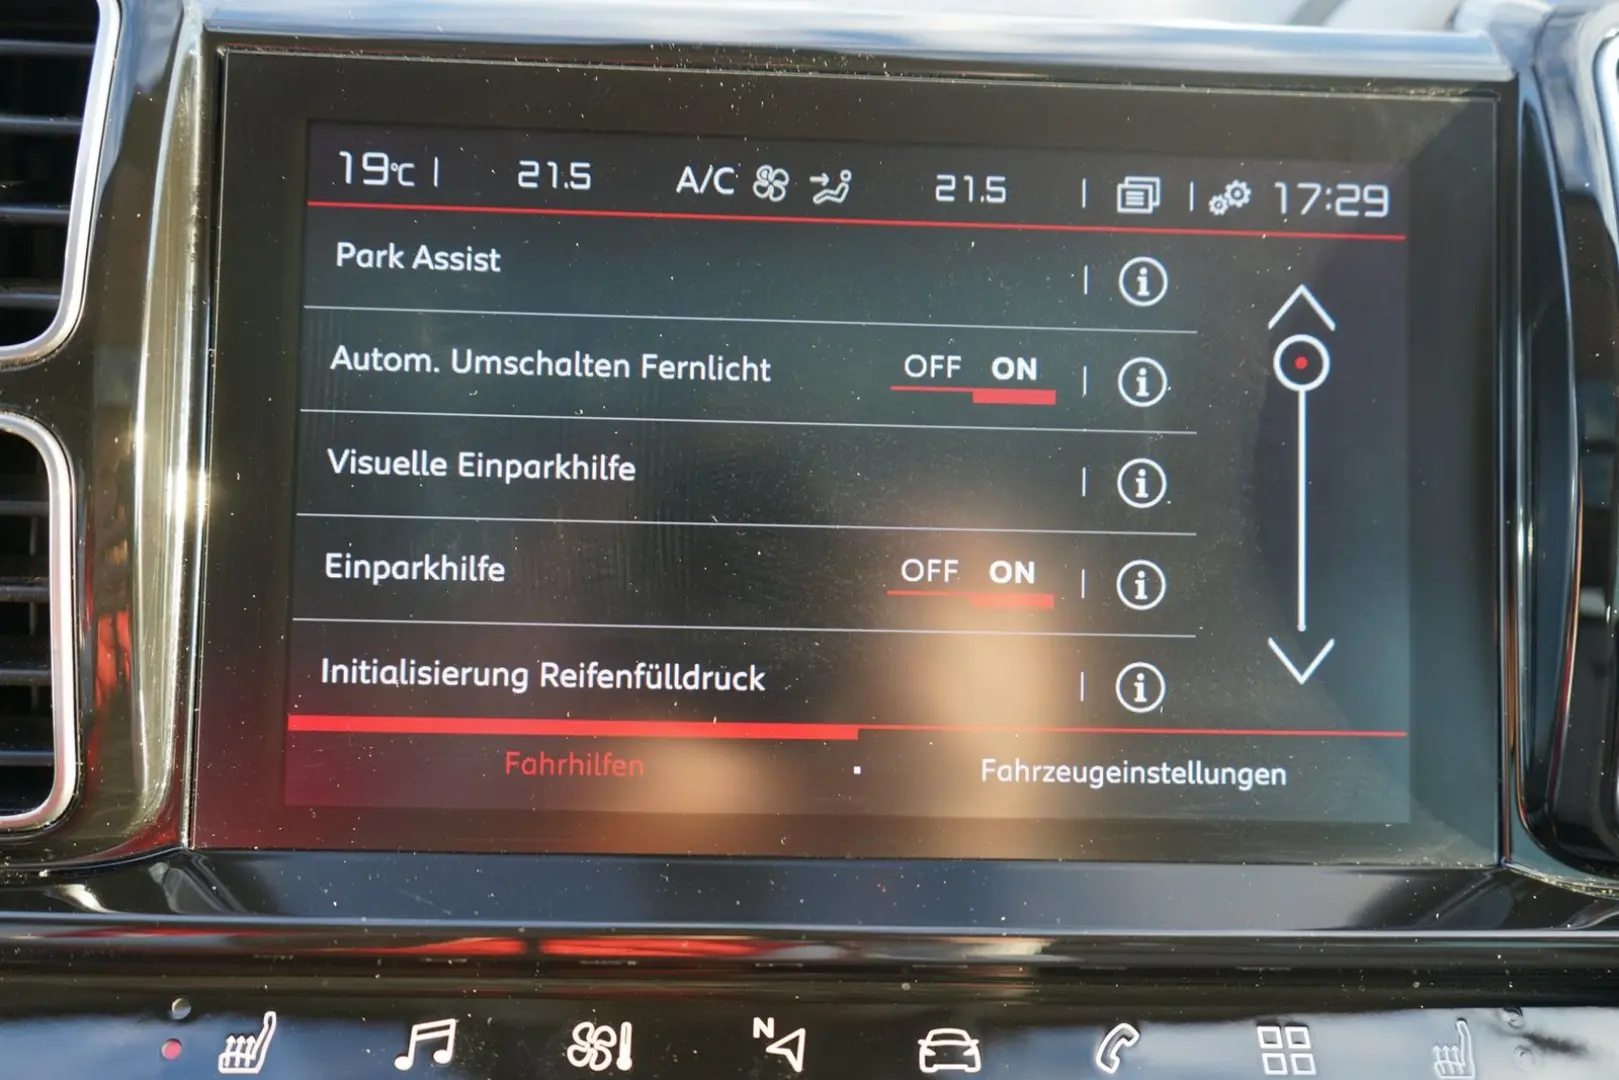 19°C 21.5 A/C 21.5 17:29
Park Assist
Autom. Umschalten Fernlicht OFF ON
Visuelle Einparkhilfe
Einparkhilfe OFF ON
Initialisierung Reifenfülldruck
Fahrhilfen Fahrzeugeinstellungen
N